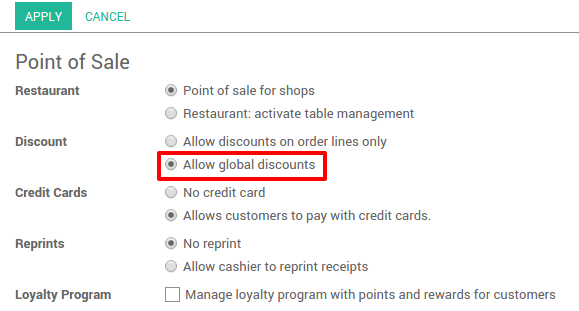 APPLY CANCEL
Point of Sale
Restaurant Point of sale for shops
Restaurant: activate table management
Discount Allow discounts on order lines only
Allow global discounts
Credit Cards No credit card
Allows customers to pay with credit cards.
Reprints No reprint
Allow cashier to reprint receipts
Loyalty Program Manage loyalty program with points and rewards for customers